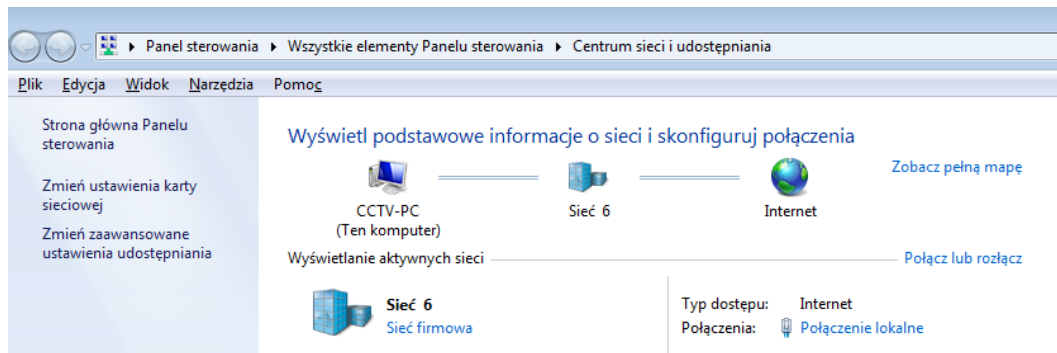 Panel sterowania Wszystkie elementy Panelu sterowania Centrum sieci i udostępniania
Plik Edycja Widok Narzędzia Pomoc
Strona główna Panelu
sterowania
Zmień ustawienia karty
sieciowej
Zmień zaawansowane
ustawienia udostępniania
Wyświetl podstawowe informacje o sieci i skonfiguruj połączenia
Zobacz pełną mapę
CCTV-PC
(Ten komputer)
Sieć 6
Internet
Wyświetlanie aktywnych sieci
Połącz lub rozłącz
Sieć 6
Sieć firmowa
Typ dostępu: Internet
Połączenia: Połączenie lokalne